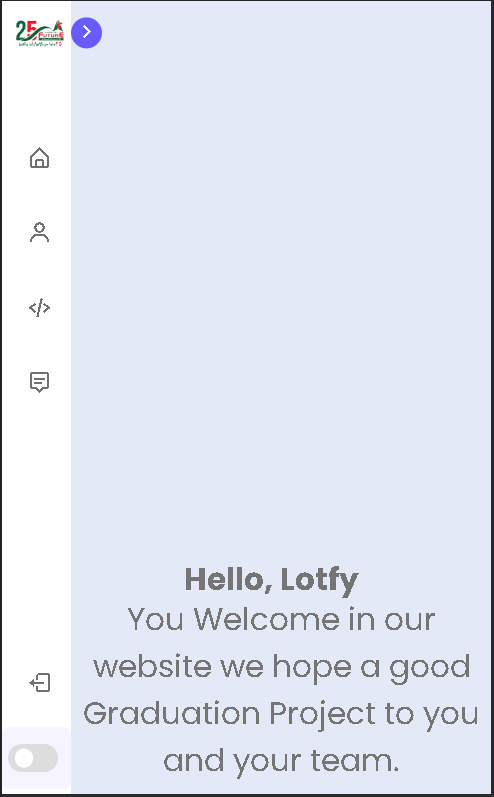 25
FUTURE
Hello, Lotfy
You Welcome in our
website we hope a good
Graduation Project to you
and your team.